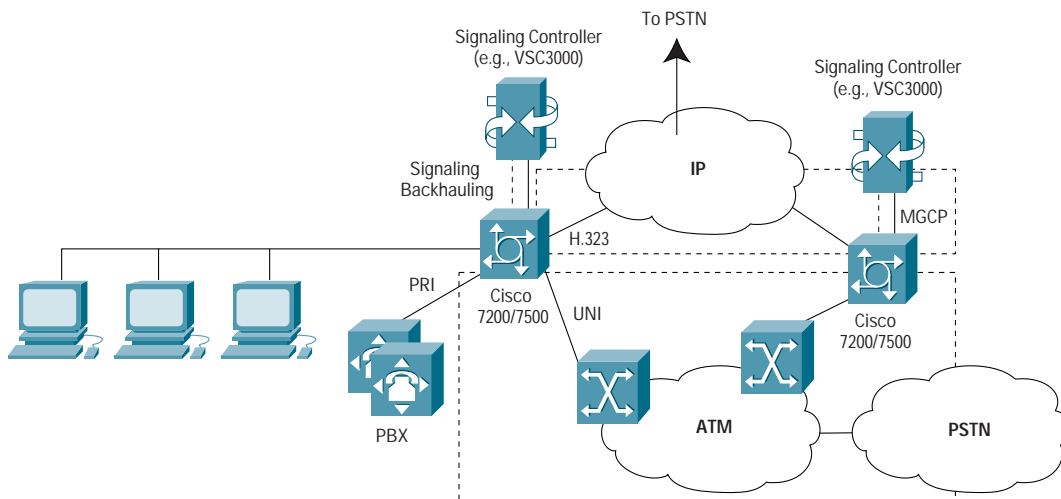 To PSTN
Signaling Controller
(e.g., VSC3000)
Signaling Controller
(e.g., VSC3000)
IP
Signaling
Backhauling
MGCP
H.323
PRI
Cisco
7200/7500
UNI
Cisco
7200/7500
PBX
ATM
PSTN